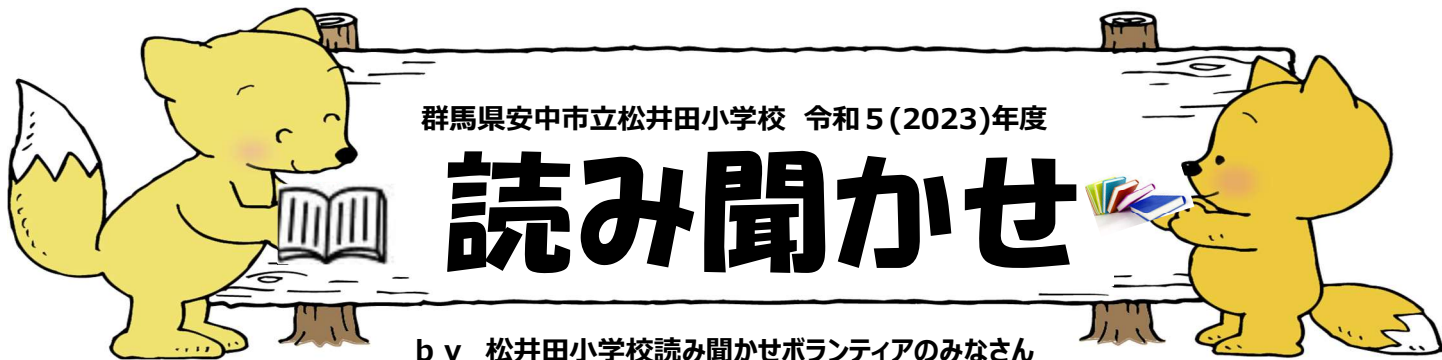 群馬県安中市立松井田小学校 令和５(2023)年度
読み聞かせ
ｂｙ 松井田小学校読み聞かせボランティアのみなさん